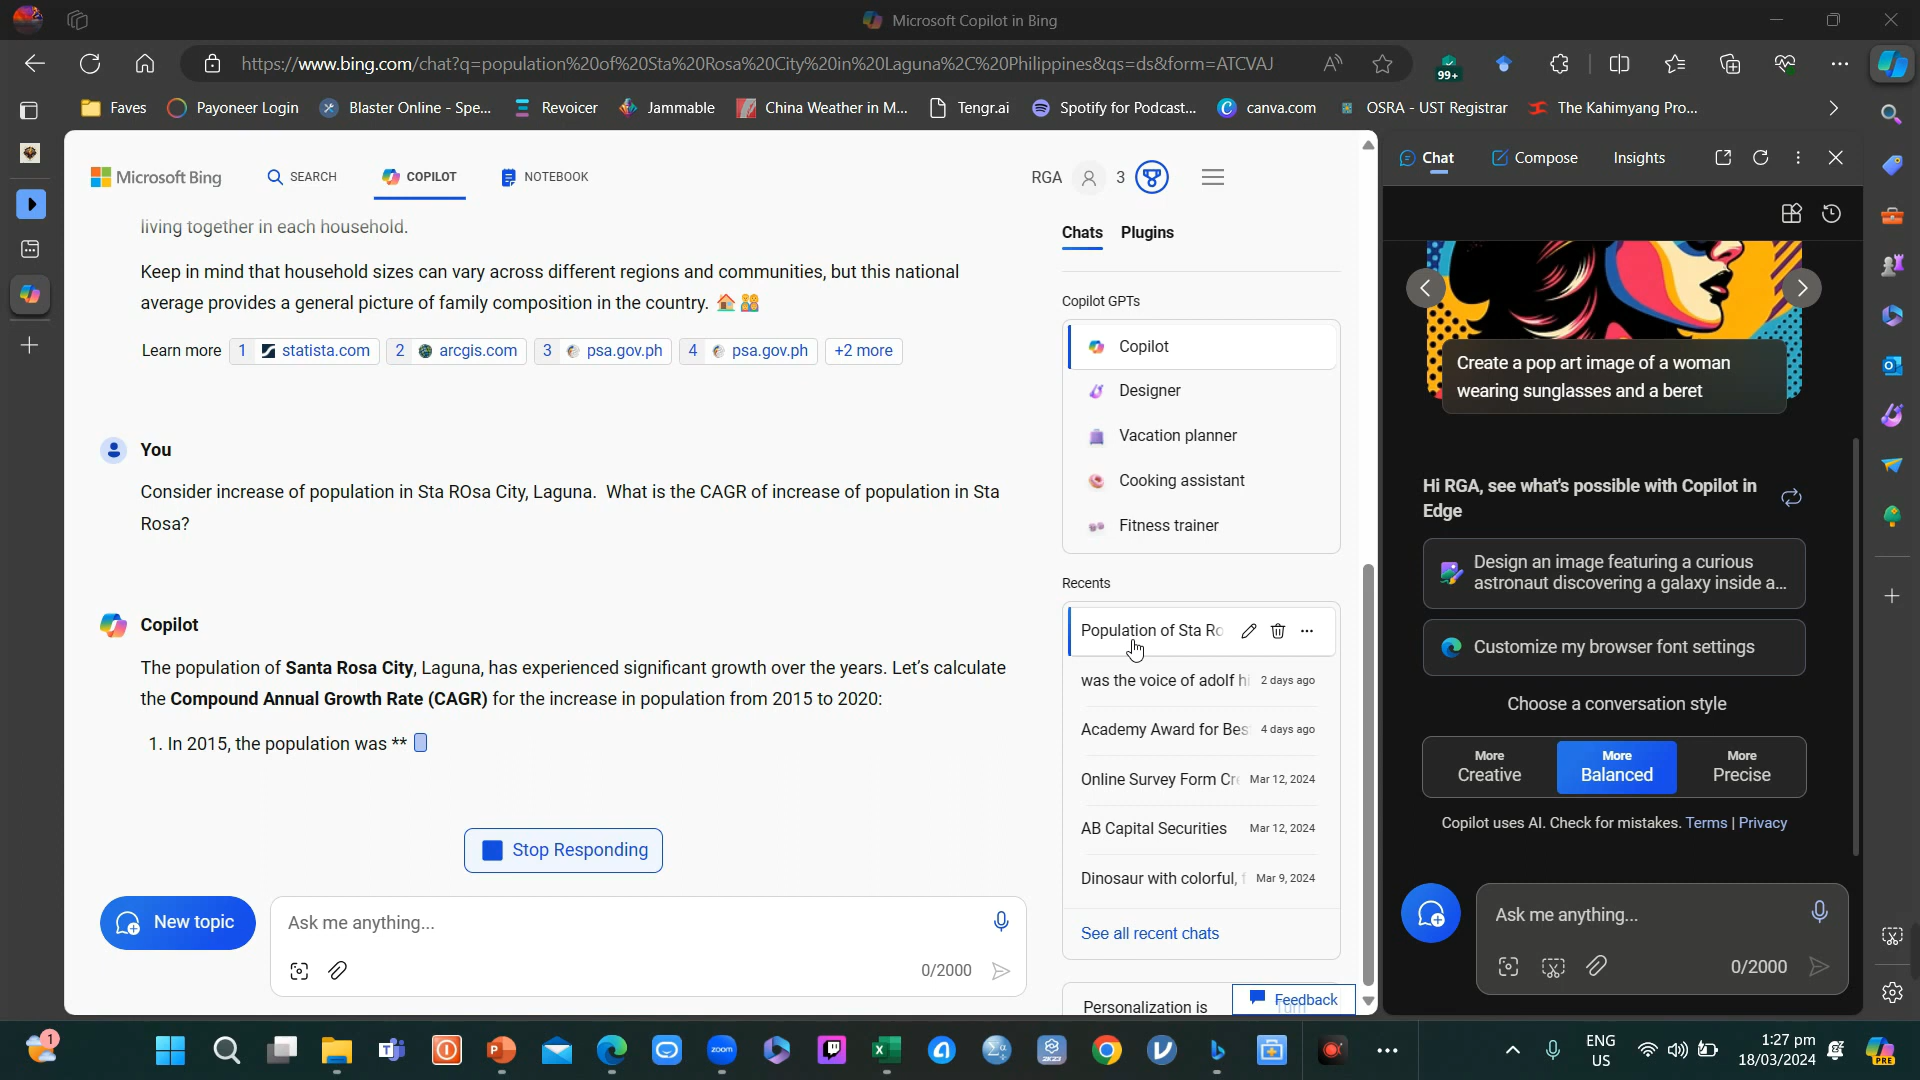 Microsoft Copilot in Bing
https://www.bing.com/chat?q=population%20of%20Sta%20Rosa%20City%20in%20Laguna%2C%20Philippines&qs=ds&form=ATCVAJ
99+
Faves
Payoneer Login
Blaster Online - Spe...
Revoicer
Jammable
China Weather in M...
Tengr.ai
Spotify for Podcast...
canva.com
OSRA - UST Registrar
The Kahimyang Pro...
Microsoft Bing
SEARCH
COPILOT
NOTEBOOK
RGA
3
living together in each household.
Keep in mind that household sizes can vary across different regions and communities, but this national
average provides a general picture of family composition in the country. 🏠👨‍👩‍👧‍👦
Learn more 1 statista.com 2 arcgis.com 3 psa.gov.ph 4 psa.gov.ph +2 more
You
Consider increase of population in Sta ROsa City, Laguna. What is the CAGR of increase of population in Sta
Rosa?
Copilot
The population of Santa Rosa City, Laguna, has experienced significant growth over the years. Let's calculate
the Compound Annual Growth Rate (CAGR) for the increase in population from 2015 to 2020:
1. In 2015, the population was **
Stop Responding
New topic
Ask me anything...
0/2000
Chats Plugins
Copilot GPTs
Copilot
Designer
Vacation planner
Cooking assistant
Fitness trainer
Recents
Population of Sta Ro
was the voice of adolf hi 2 days ago
Academy Award for Bes 4 days ago
Online Survey Form Cr Mar 12, 2024
AB Capital Securities Mar 12, 2024
Dinosaur with colorful, f Mar 9, 2024
See all recent chats
Personalization is
Feedback
Chat Compose Insights
Create a pop art image of a woman
wearing sunglasses and a beret
Hi RGA, see what's possible with Copilot in
Edge
Design an image featuring a curious
astronaut discovering a galaxy inside a...
Customize my browser font settings
Choose a conversation style
More
Creative
More
Balanced
More
Precise
Copilot uses AI. Check for mistakes. Terms | Privacy
Ask me anything...
0/2000
1
zoom
2K23
ENG
US
1:27 pm
18/03/2024
PRE